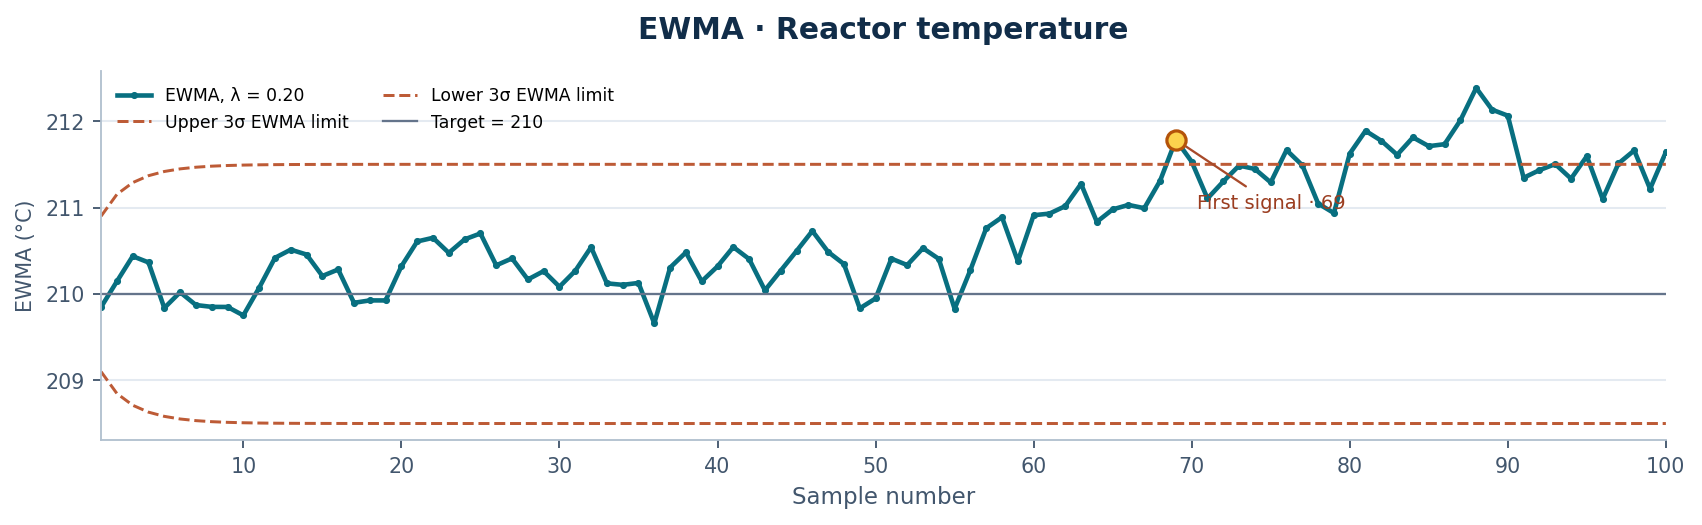 EWMA · Reactor temperature
EWMA, λ = 0.20
Upper 3σ EWMA limit
Lower 3σ EWMA limit
Target = 210
EWMA (°C)
212
211
210
209
First signal · 69
10 20 30 40 50 60 70 80 90 100
Sample number